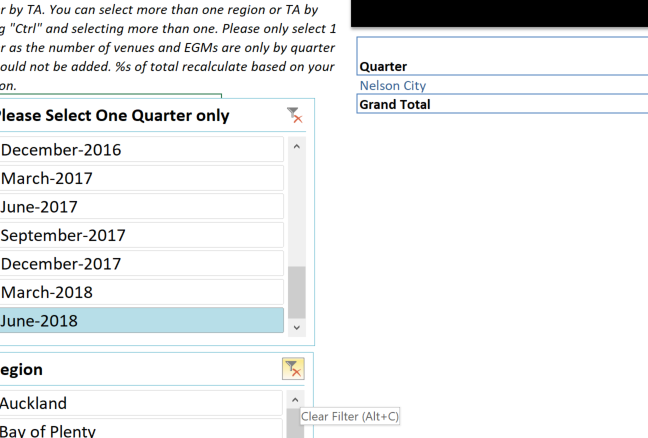 r by TA. You can select more than one region or TA by
g "Ctrl" and selecting more than one. Please only select 1
r as the number of venues and EGMs are only by quarter
ould not be added. %s of total recalculate based on your
on.
lease Select One Quarter only
December-2016
March-2017
June-2017
September-2017
December-2017
March-2018
June-2018
egion
Auckland
Bay of Plenty
Clear Filter (Alt+C)
Quarter
Nelson City
Grand Total